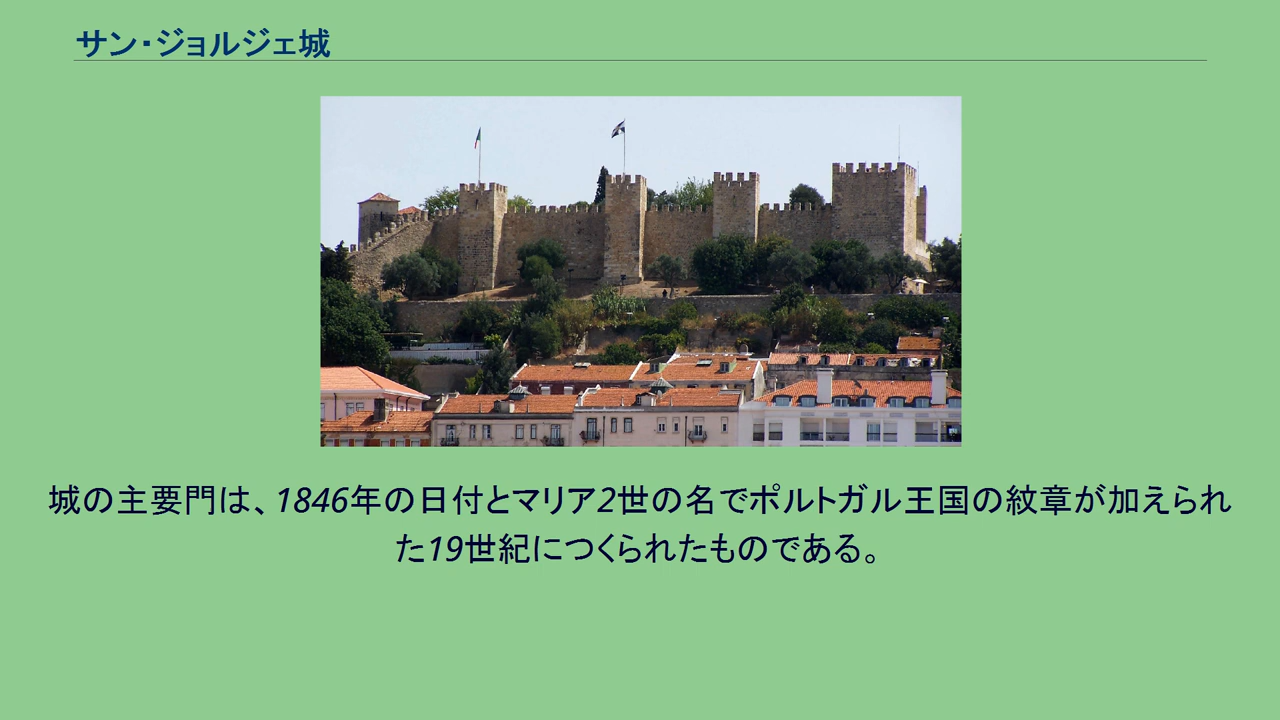 サン・ジョルジェ城
城の主要門は、1846年の日付とマリア2世の名でポルトガル王国の紋章が加えられ
た19世紀につくられたものである。